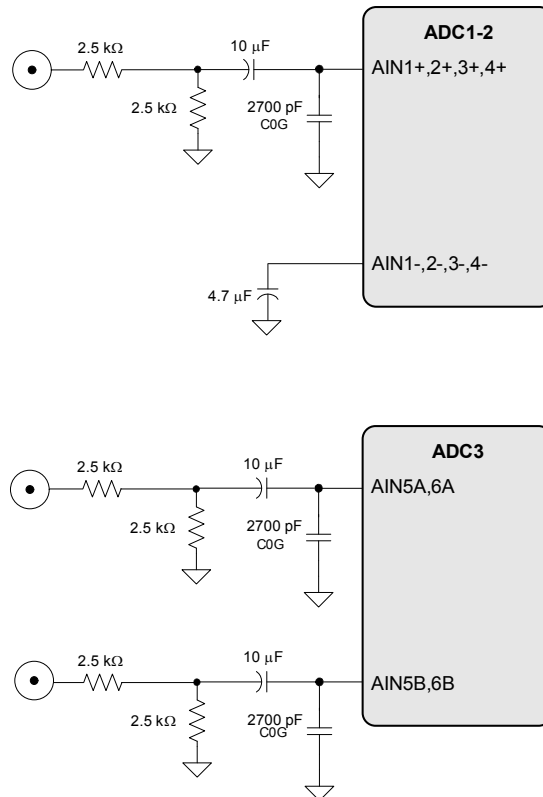 ADC1-2
2.5 kΩ
10 µF
AIN1+,2+,3+,4+
2.5 kΩ
2700 pF
C0G
AIN1-,2-,3-,4-
4.7 µF
ADC3
2.5 kΩ
10 µF
AIN5A,6A
2.5 kΩ
2700 pF
C0G
2.5 kΩ
10 µF
AIN5B,6B
2.5 kΩ
2700 pF
C0G